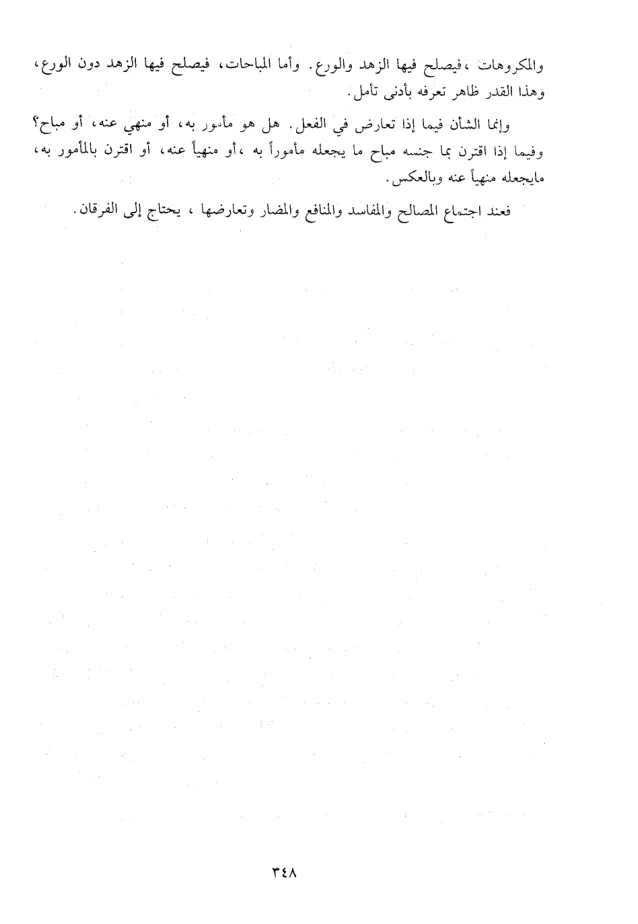 والمكروهات ،فيصلح فيها الزهد والورع. وأما المباحات، فيصلح فيها الزهد دون الورع،
وهذا القدر ظاهر تعرفه بأدنى تأمل.
وإنما الشأن فيما إذا تعارض في الفعل. هل هو مأمور به، أو منهي عنه، أو مباح؟
وفيما إذا اقترن بما جنسه مباح ما يجعله مأموراً به ،أو منهياً عنه، أو اقترن بالمأمور به،
مايجعله منهياً عنه وبالعكس.
فعند اجتماع المصالح والمفاسد والمنافع والمضار وتعارضها ، يحتاج إلى الفرقان.
٣٤٨